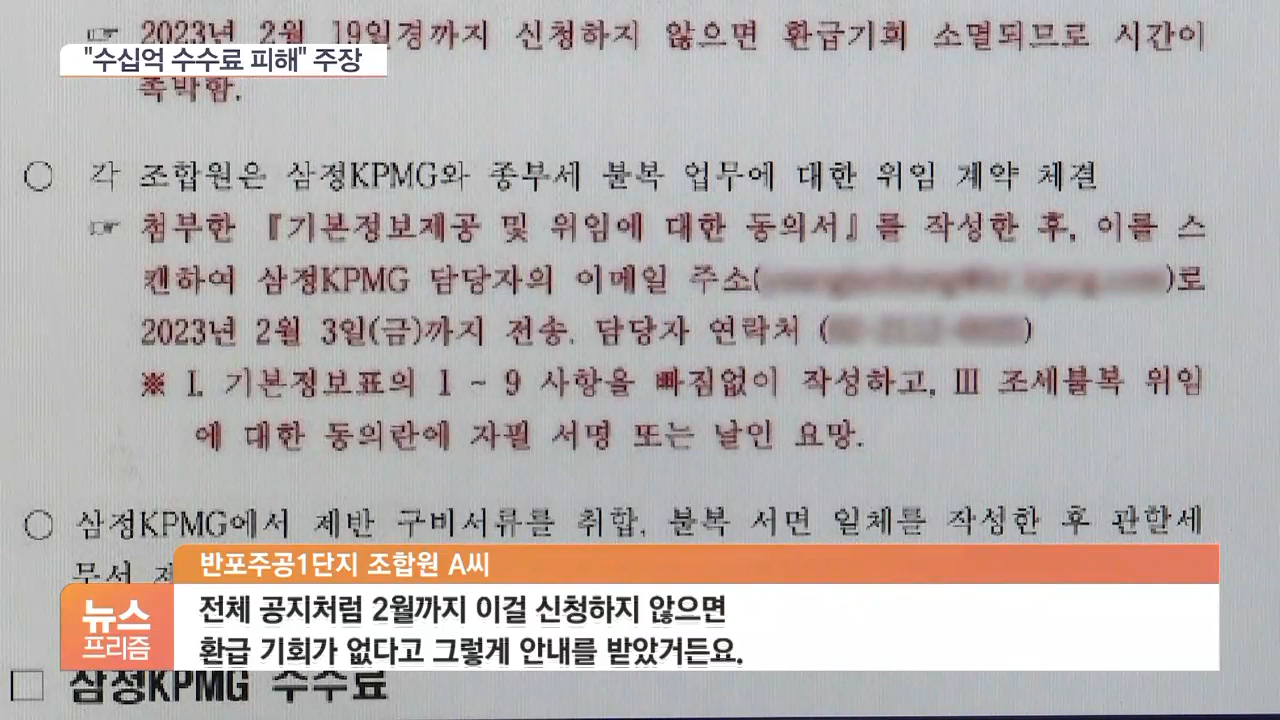 ☞ 2023년 2월 19일경까지 신청하지 않으면 환급기회 소멸되므로 시간이
"수십억 수수료 피해" 주장
촉박함.
○ 각 조합원은 삼정KPMG와 종부세 불복 업무에 대한 위임 계약 체결
☞ 첨부한 『기본정보제공 및 위임에 대한 동의서』를 작성한 후, 이를 스
캔하여 삼정KPMG 담당자의 이메일 주소( )로
2023년 2월 3일(금)까지 전송. 담당자 연락처 ( )
※ I. 기본정보표의 1 ~ 9 사항을 빠짐없이 작성하고, III 조세불복 위임
에 대한 동의란에 자필 서명 또는 날인 요망.
○ 삼정KPMG에서 제반 구비서류를 취합, 불복 서면 일체를 작성한 후 관할세
무서
반포주공1단지 조합원 A씨
뉴스
프리즘
전체 공지처럼 2월까지 이걸 신청하지 않으면
환급 기회가 없다고 그렇게 안내를 받았거든요.
□ 삼정KPMG 수수료